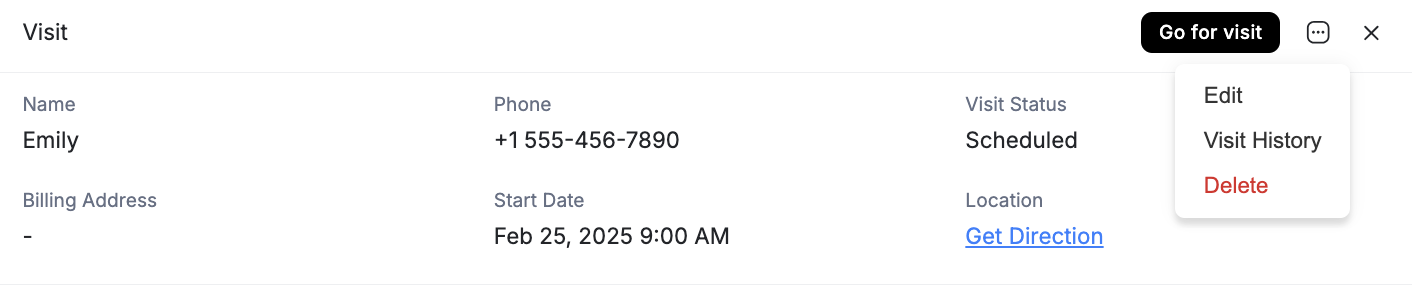 Visit
Go for visit
Edit
Visit History
Delete
Name
Emily
Phone
+1 555-456-7890
Visit Status
Scheduled
Billing Address
-
Start Date
Feb 25, 2025 9:00 AM
Location
Get Direction